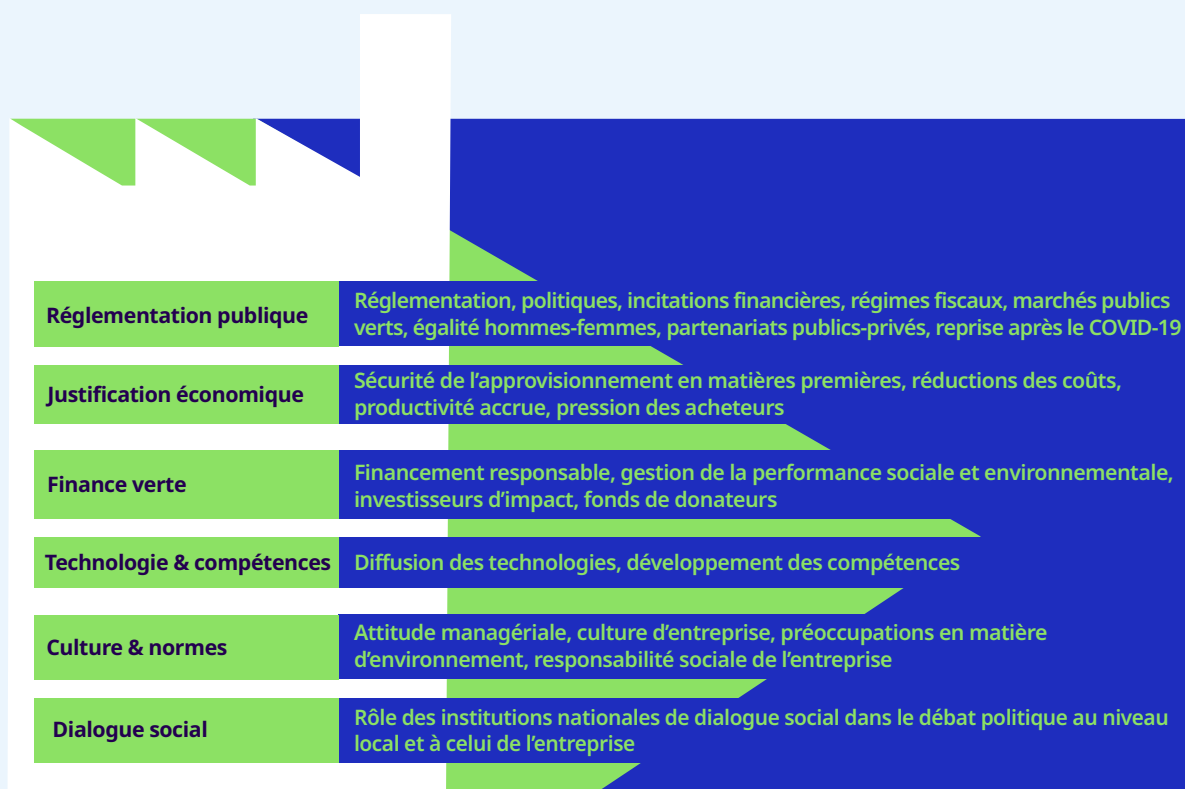 Réglementation publique
Réglementation, politiques, incitations financières, régimes fiscaux, marchés publics
verts, égalité hommes-femmes, partenariats publics-privés, reprise après le COVID-19
Justification économique
Sécurité de l’approvisionnement en matières premières, réductions des coûts,
productivité accrue, pression des acheteurs
Finance verte
Financement responsable, gestion de la performance sociale et environnementale,
investisseurs d’impact, fonds de donateurs
Technologie & compétences
Diffusion des technologies, développement des compétences
Culture & normes
Attitude managériale, culture d’entreprise, préoccupations en matière
d’environnement, responsabilité sociale de l’entreprise
Dialogue social
Rôle des institutions nationales de dialogue social dans le débat politique au niveau
local et à celui de l’entreprise